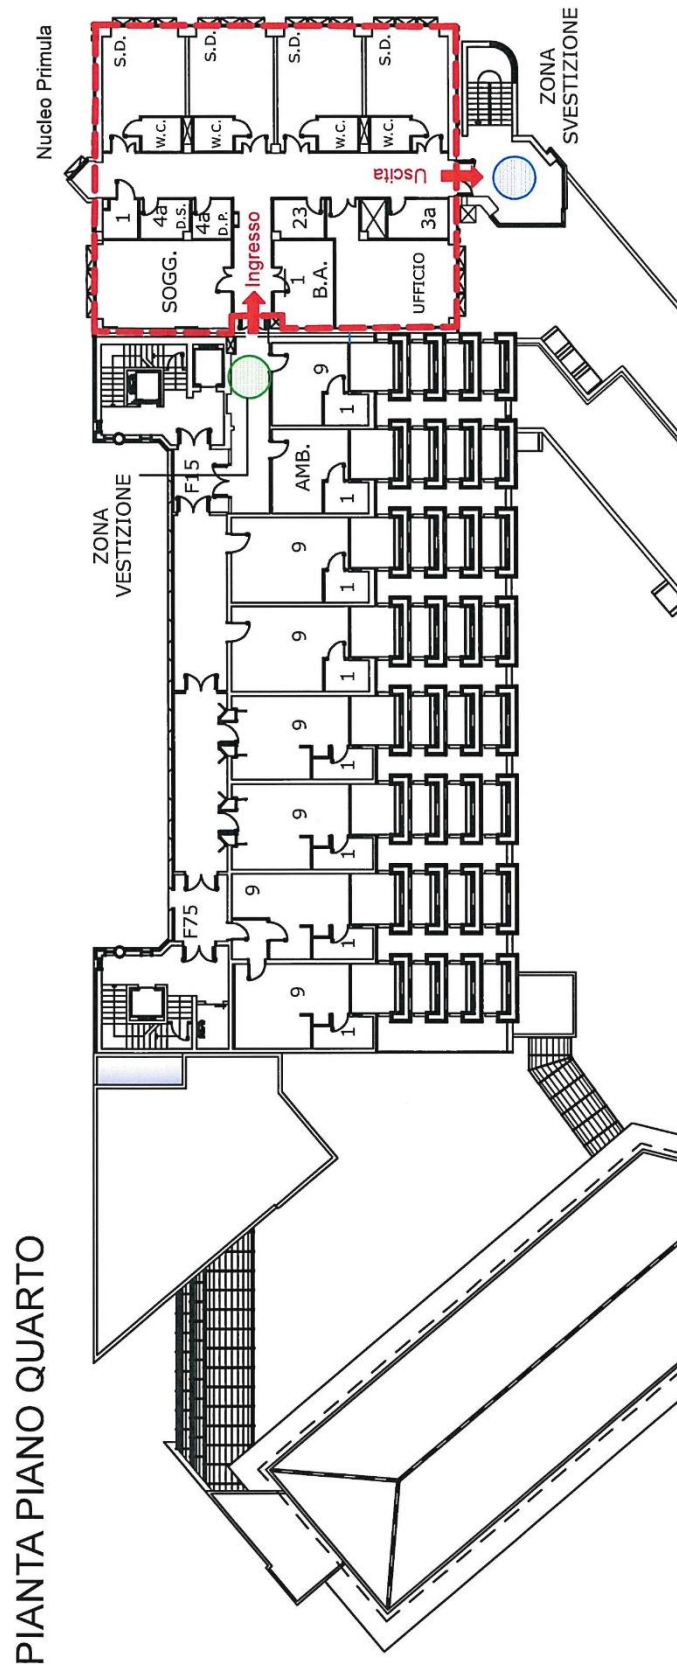 PIANTA PIANO QUARTO
Nucleo Primula
ZONA
VESTIZIONE
F75
F15
9
1
9
1
9
1
9
1
9
1
9
1
AMB.
1
9
1
SOGG.
1
4a
D.S.
4a
D.P.
S.D.
w.c.
S.D.
w.c.
S.D.
w.c.
S.D.
w.c.
Ingresso
1
B.A.
23
UFFICIO
3a
Uscita
ZONA
SVESTIZIONE